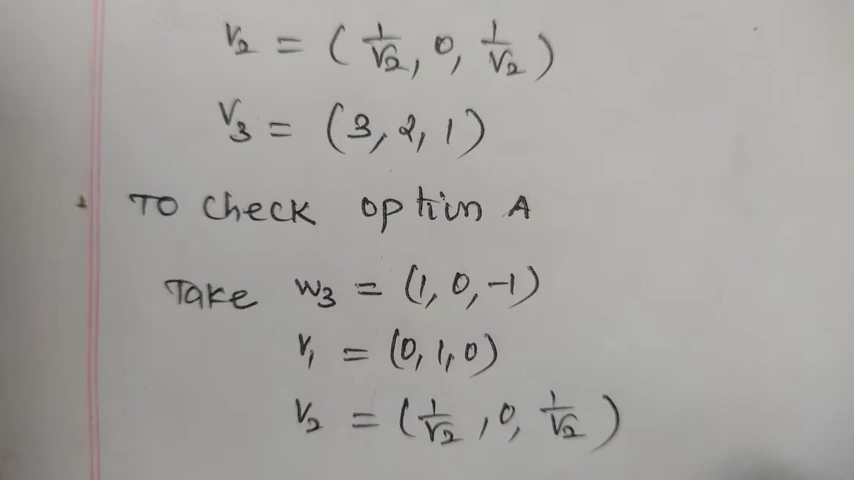 V₂ = (1/√2, 0, 1/√2)
V₃ = (3, 2, 1)
To check option A
Take w₃ = (1, 0, -1)
V₁ = (0, 1, 0)
V₂ = (1/√2, 0, 1/√2)